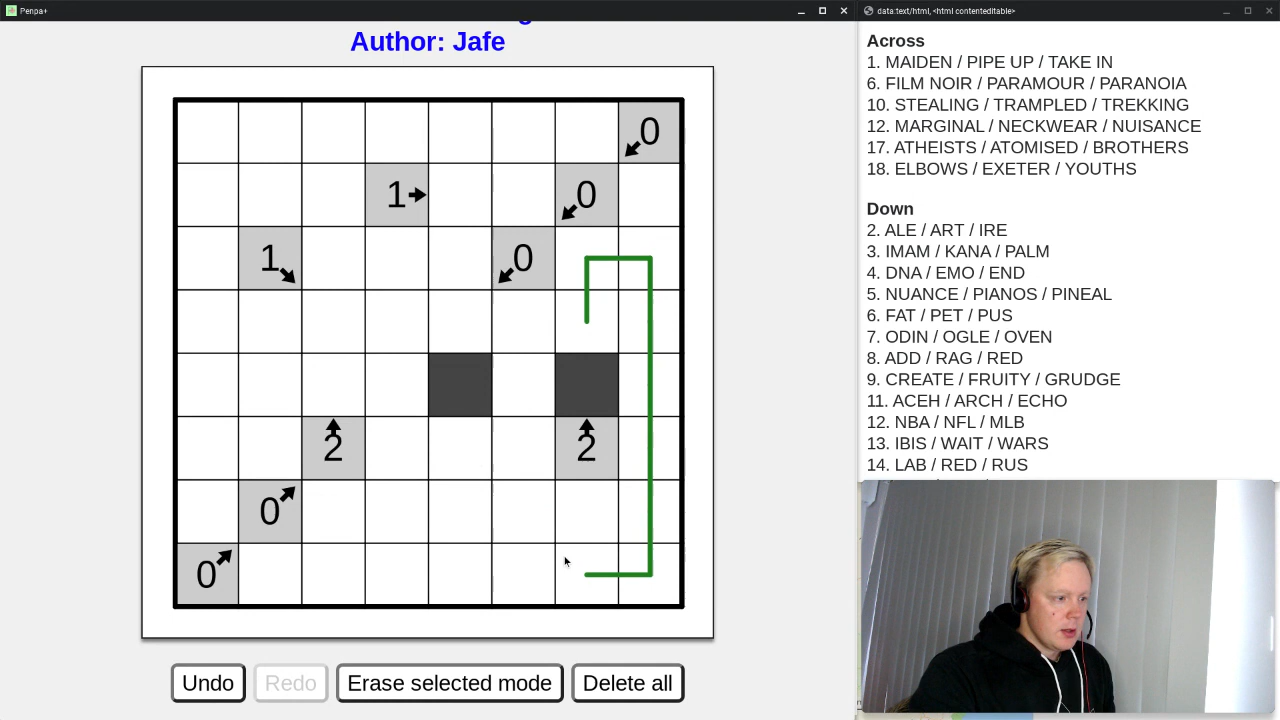 Penpa+
data:text/html, <html contenteditable>
Author: Jafe
0
1
0
1
0
2
2
0
0
Undo
Redo
Erase selected mode
Delete all
Across
1. MAIDEN / PIPE UP / TAKE IN
6. FILM NOIR / PARAMOUR / PARANOIA
10. STEALING / TRAMPLED / TREKKING
12. MARGINAL / NECKWEAR / NUISANCE
17. ATHEISTS / ATOMISED / BROTHERS
18. ELBOWS / EXETER / YOUTHS
Down
2. ALE / ART / IRE
3. IMAM / KANA / PALM
4. DNA / EMO / END
5. NUANCE / PIANOS / PINEAL
6. FAT / PET / PUS
7. ODIN / OGLE / OVEN
8. ADD / RAG / RED
9. CREATE / FRUITY / GRUDGE
11. ACEH / ARCH / ECHO
12. NBA / NFL / MLB
13. IBIS / WAIT / WARS
14. LAB / RED / RUS